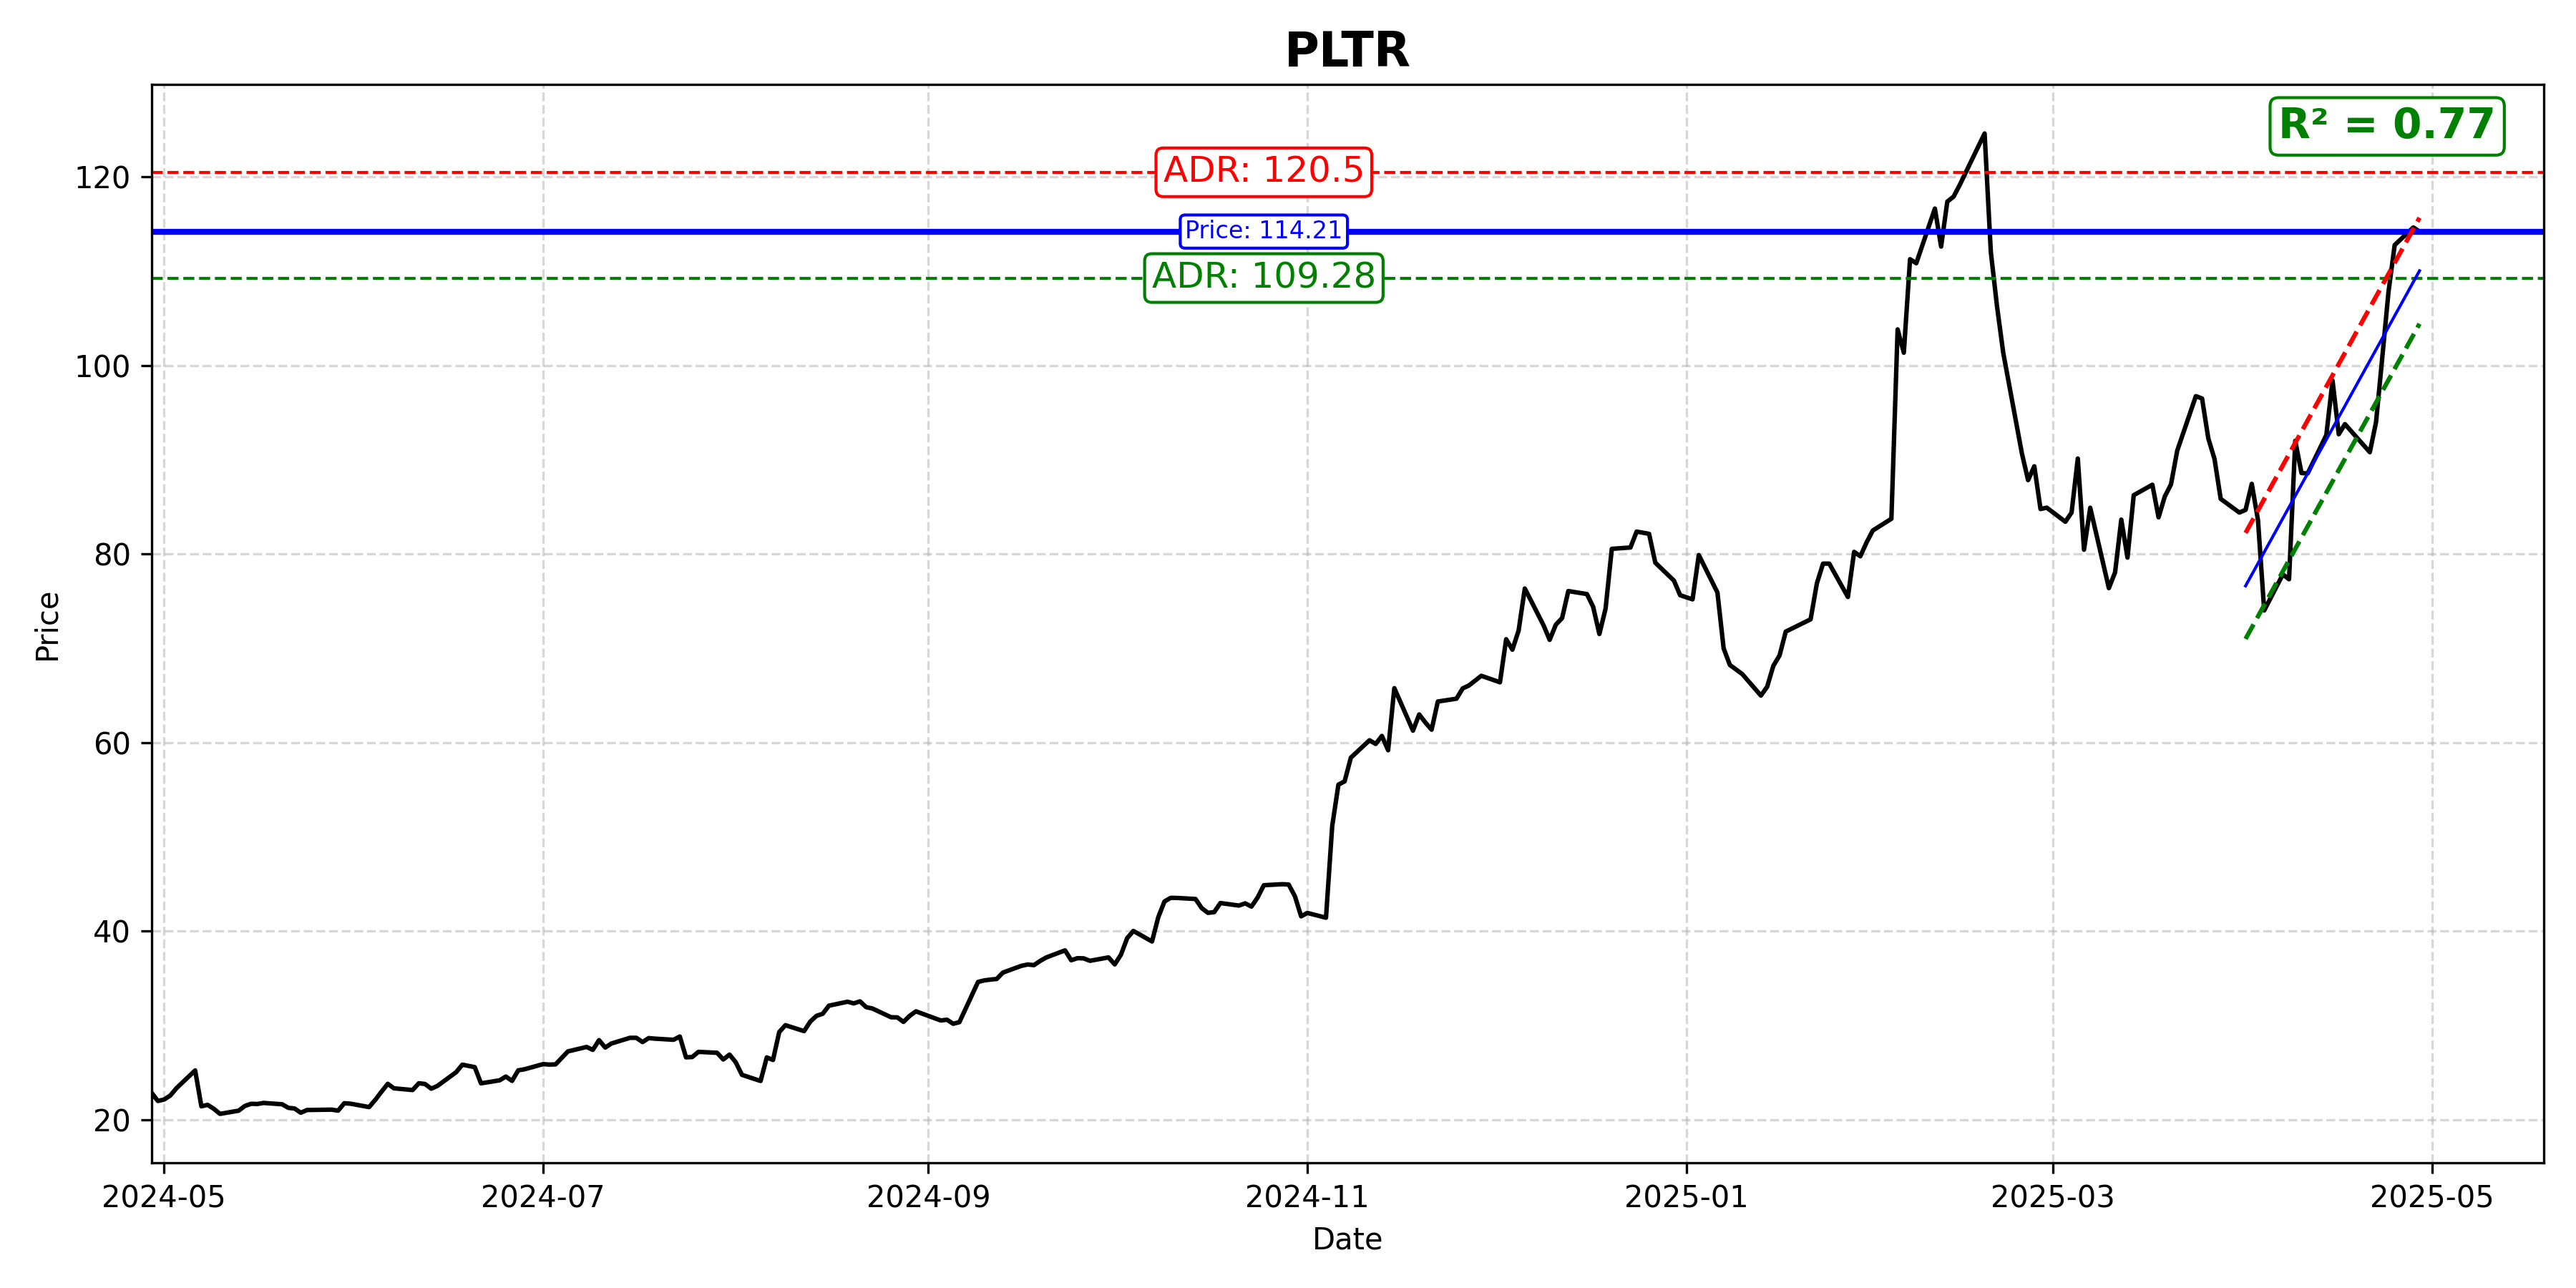 PLTR
R² = 0.77
ADR: 120.5
Price: 114.21
ADR: 109.28
Price
120
100
80
60
40
20
2024-05
2024-07
2024-09
2024-11
2025-01
2025-03
2025-05
Date